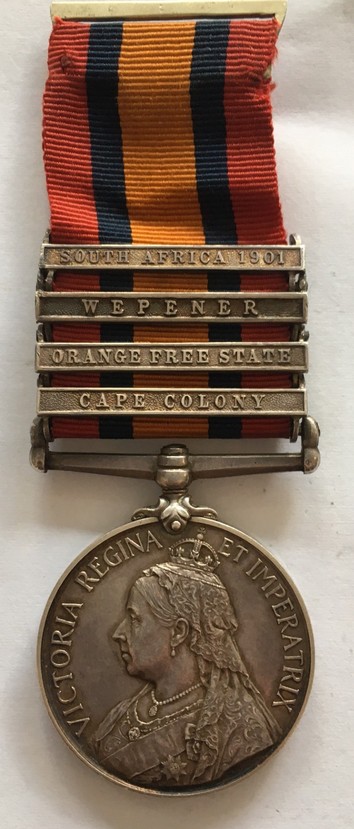 SOUTH AFRICA 1901
WEPENER
ORANGE FREE STATE
CAPE COLONY
VICTORIA REGINA ET IMPERATRIX